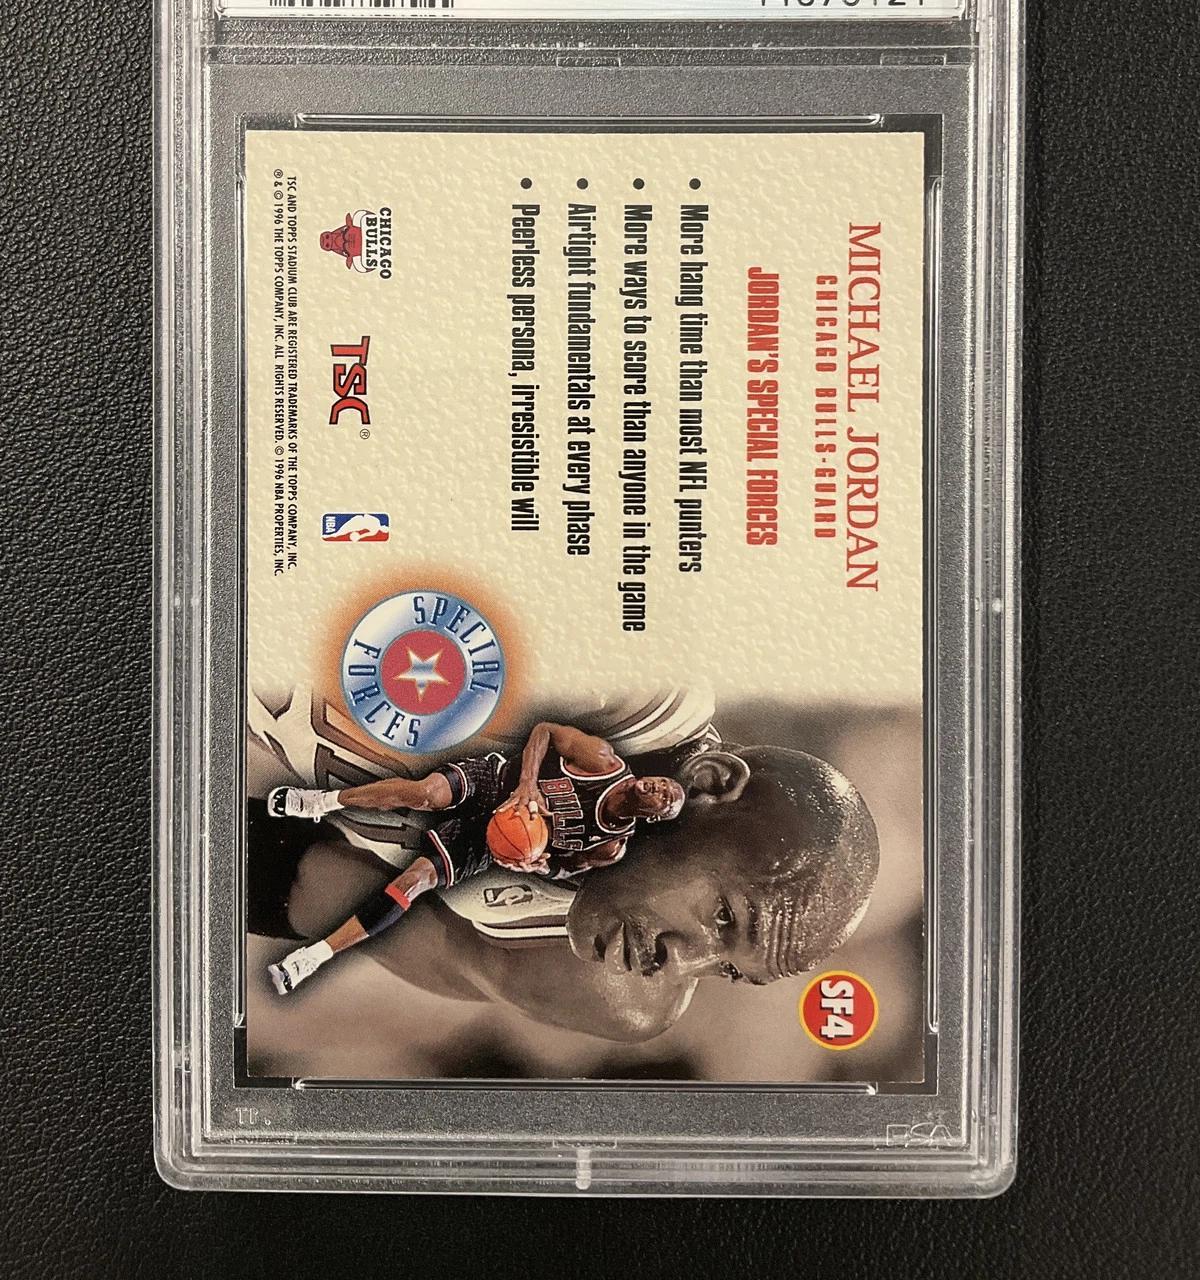 MICHAEL JORDAN
CHICAGO BULLS•GUARD
JORDAN'S SPECIAL FORCES
• More hang time than most NFL punters
• More ways to score than anyone in the game
• Airtight fundamentals at every phase
• Peerless persona, irresistible will
CHICAGO
BULLS
TSC®
NBA
TSC AND TOPPS STADIUM CLUB ARE REGISTERED TRADEMARKS OF THE TOPPS COMPANY, INC.
® & © 1996 THE TOPPS COMPANY, INC. ALL RIGHTS RESERVED. © 1996 NBA PROPERTIES, INC.
SPECIAL
FORCES
BULLS
SF4
PSA